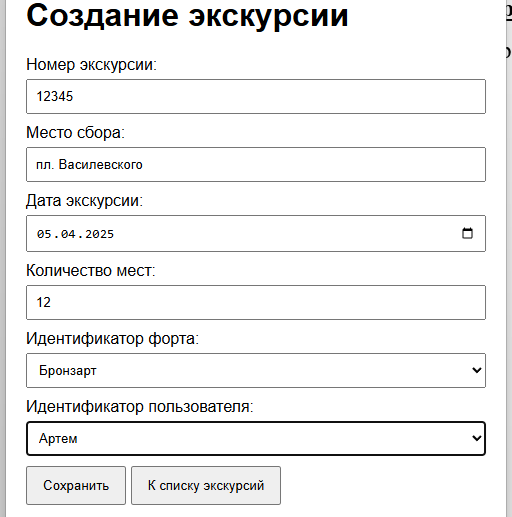 Создание экскурсии
Номер экскурсии:
12345
Место сбора:
пл. Василевского
Дата экскурсии:
05.04.2025
Количество мест:
12
Идентификатор форта:
Бронзарт
Идентификатор пользователя:
Артем
Сохранить
К списку экскурсий